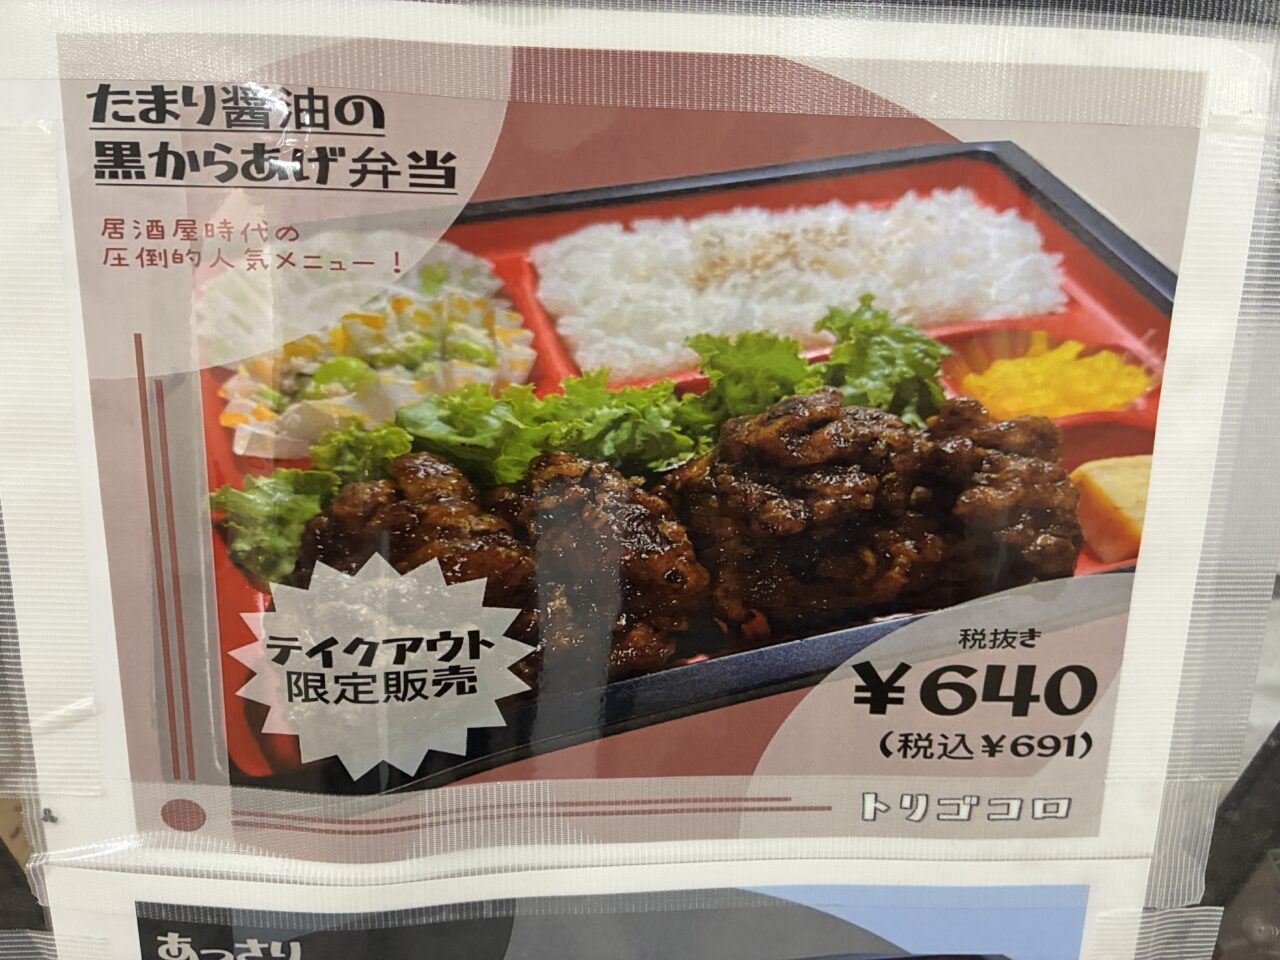 たまり醤油の
黒からあげ弁当
居酒屋時代の
圧倒的人気メニュー！
テイクアウト
限定販売
税抜き
¥640
(税込¥691)
トリゴコロ
あっさり